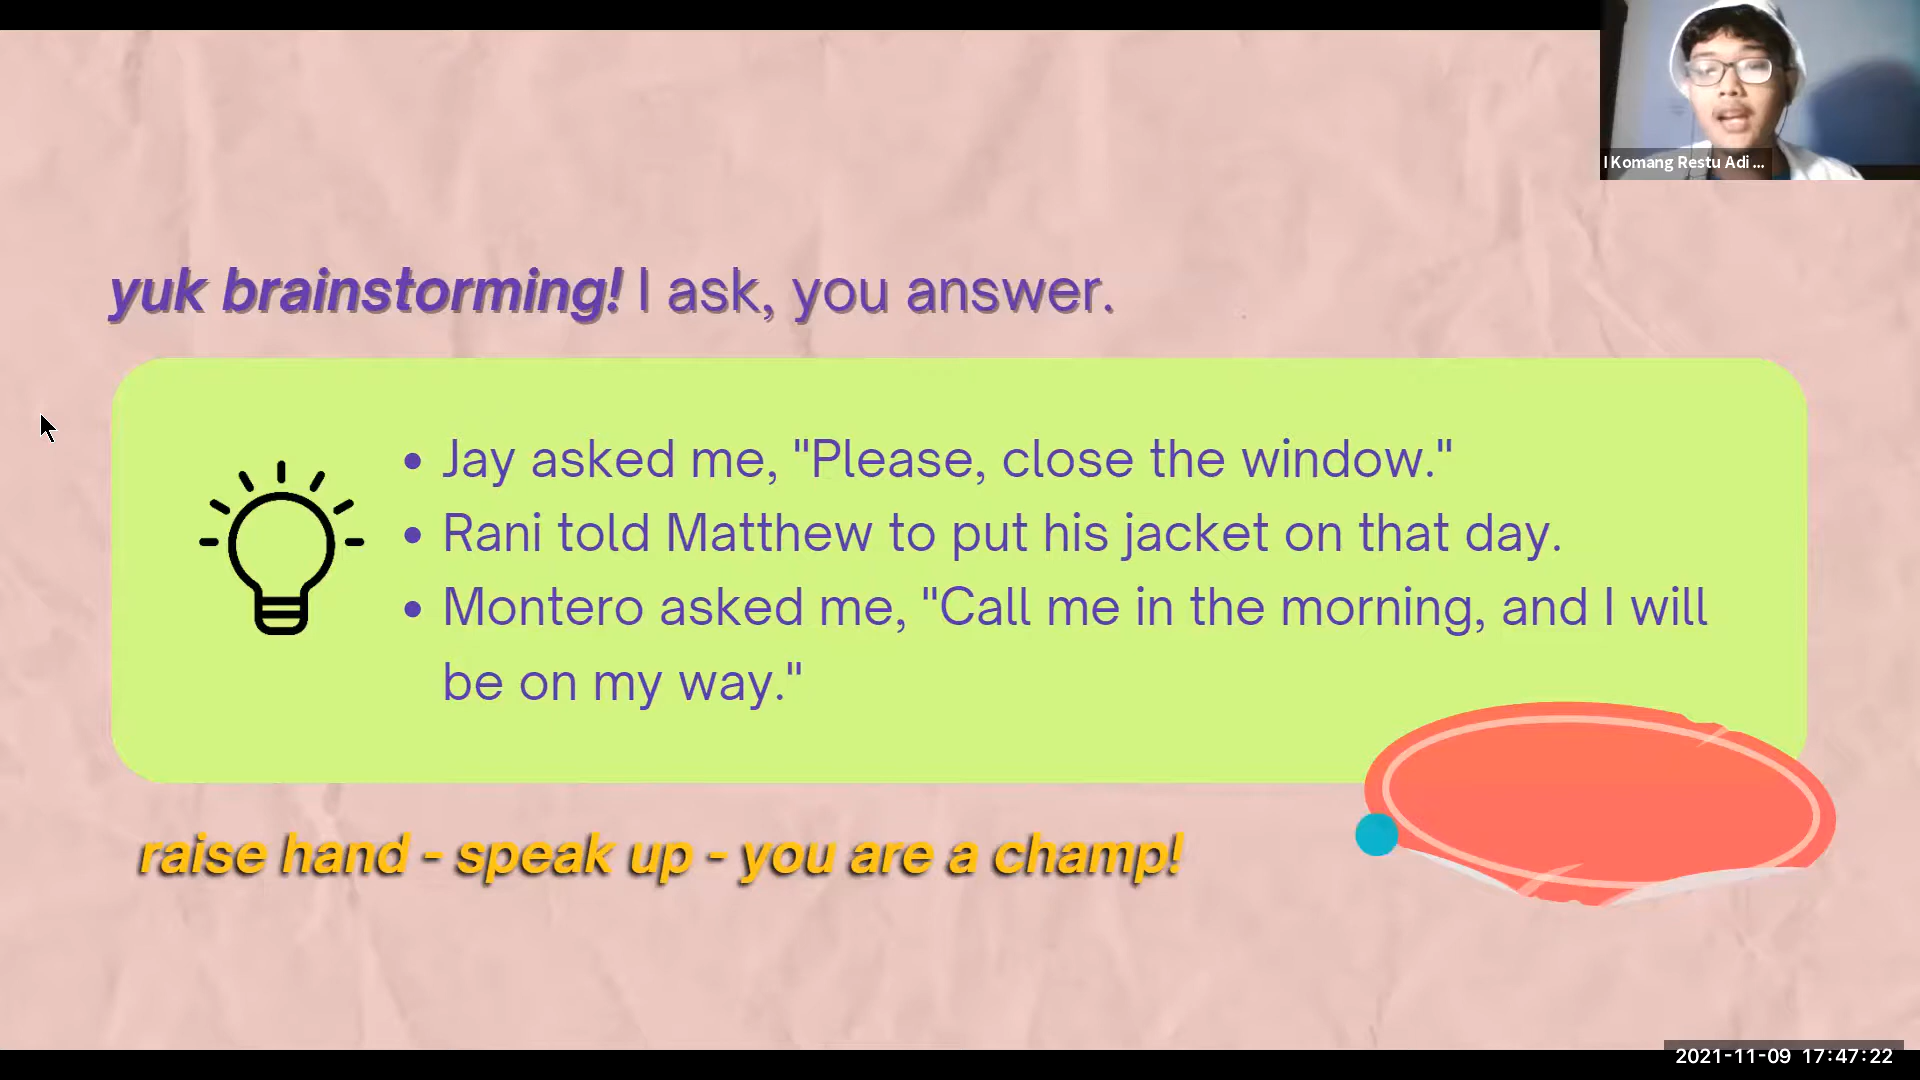 I Komang Restu Adi ...
yuk brainstorming! I ask, you answer.
• Jay asked me, "Please, close the window."
• Rani told Matthew to put his jacket on that day.
• Montero asked me, "Call me in the morning, and I will
be on my way."
raise hand - speak up - you are a champ!
2021-11-09 17:47:22